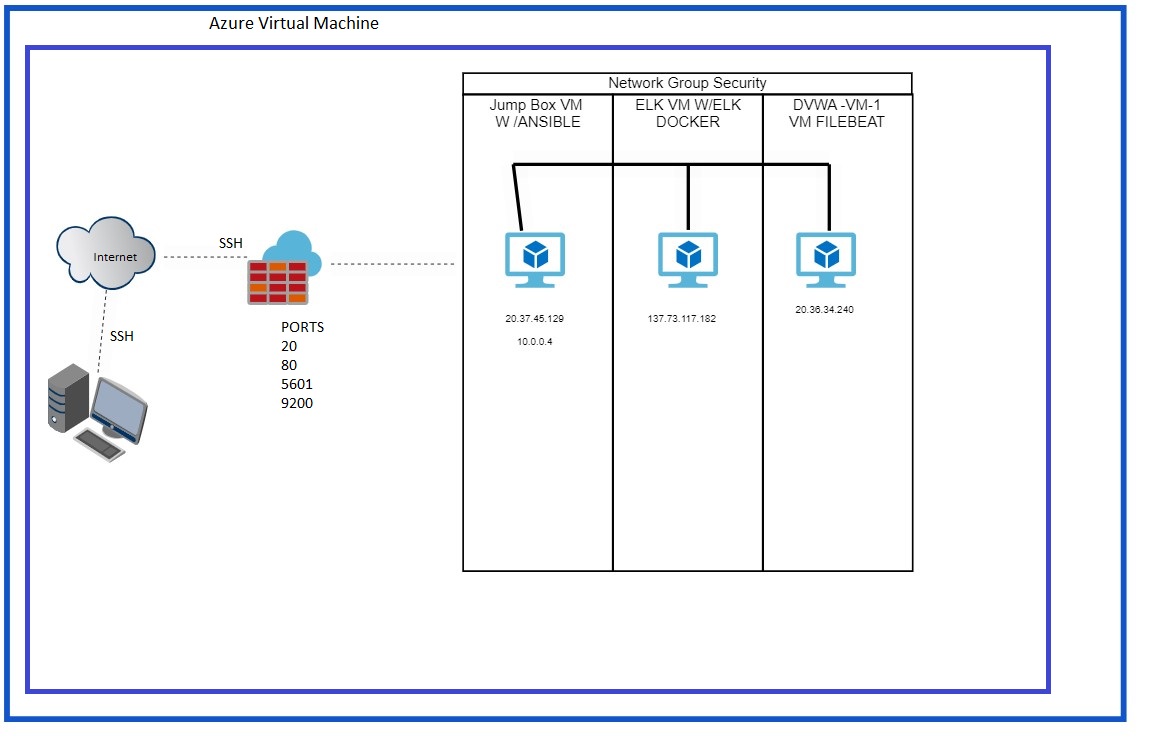 Azure Virtual Machine
Network Group Security
Jump Box VM
W /ANSIBLE
ELK VM W/ELK
DOCKER
DVWA -VM-1
VM FILEBEAT
Internet
SSH
SSH
PORTS
20
80
5601
9200
20.37.45.129
10.0.0.4
137.73.117.182
20.36.34.240